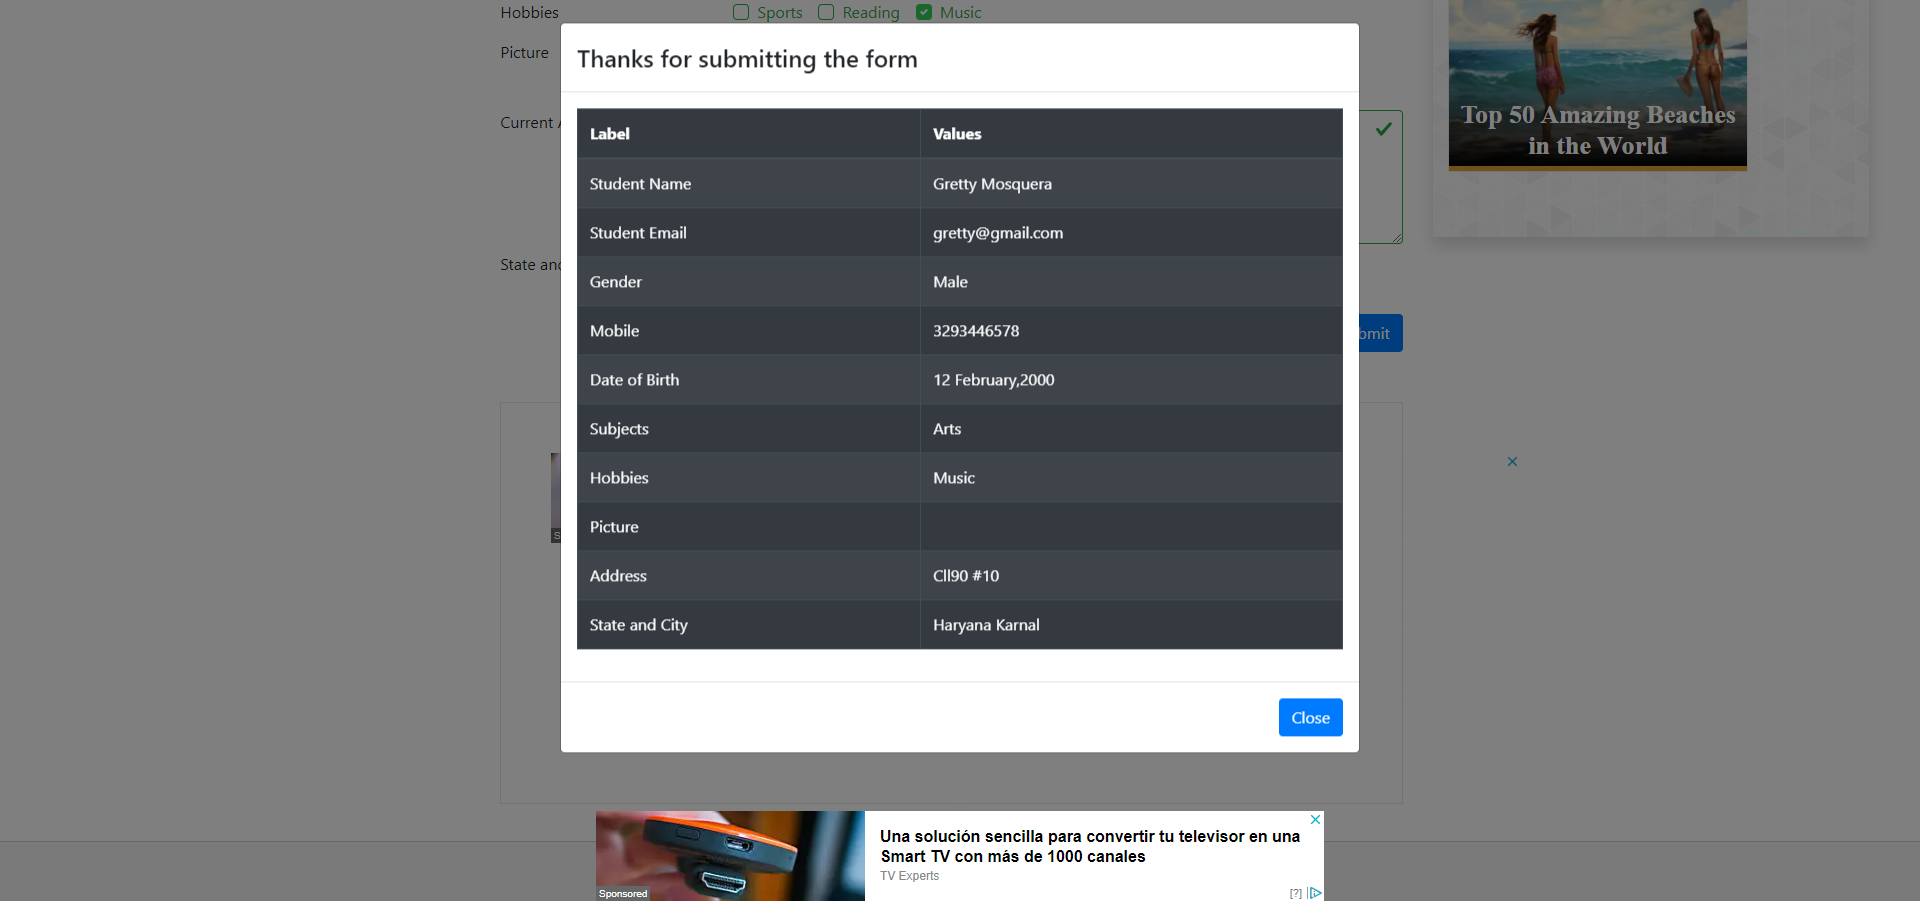 Hobbies Sports Reading Music
Picture
Current
State and
Thanks for submitting the form
Label Values
Student Name Gretty Mosquera
Student Email gretty@gmail.com
Gender Male
Mobile 3293446578
Date of Birth 12 February,2000
Subjects Arts
Hobbies Music
Picture
Address Cll90 #10
State and City Haryana Karnal
Close
Top 50 Amazing Beaches
in the World
Una solución sencilla para convertir tu televisor en una
Smart TV con más de 1000 canales
TV Experts
Sponsored
[?]